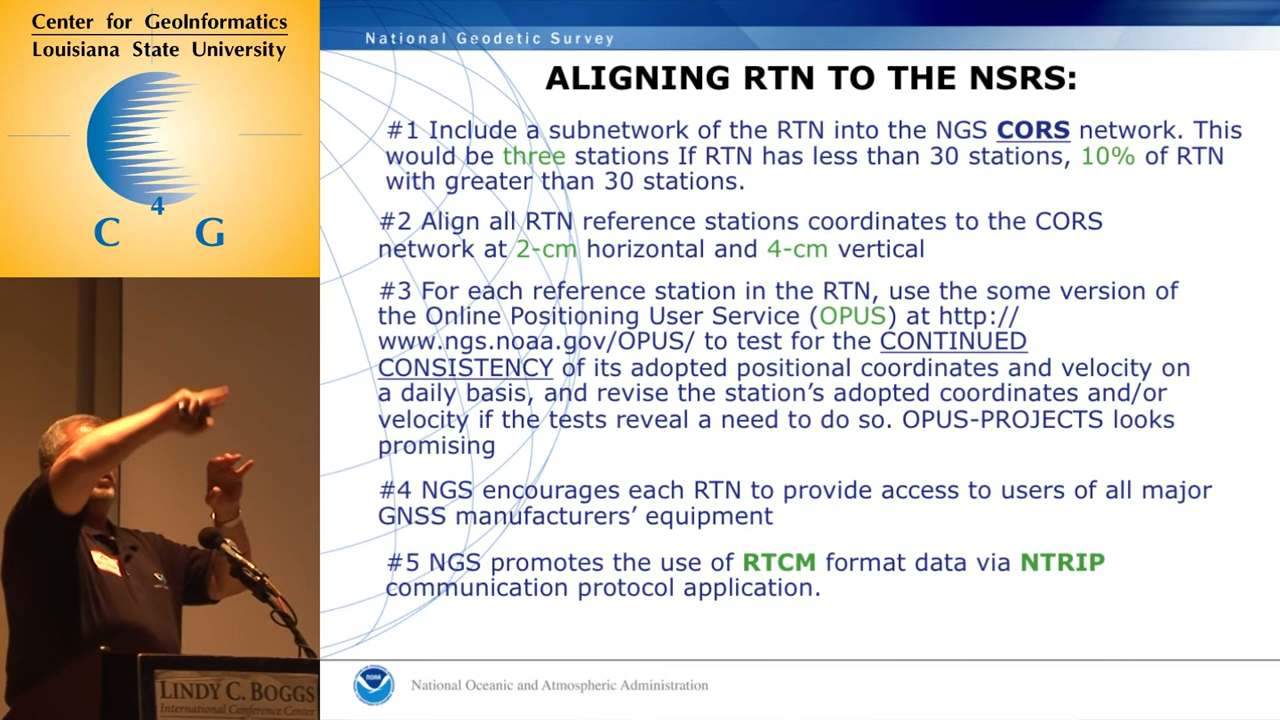 Center for GeoInformatics
Louisiana State University
C 4 G
National Geodetic Survey
ALIGNING RTN TO THE NSRS:
#1 Include a subnetwork of the RTN into the NGS CORS network. This
would be three stations If RTN has less than 30 stations, 10% of RTN
with greater than 30 stations.
#2 Align all RTN reference stations coordinates to the CORS
network at 2-cm horizontal and 4-cm vertical
#3 For each reference station in the RTN, use the some version of
the Online Positioning User Service (OPUS) at http://
www.ngs.noaa.gov/OPUS/ to test for the CONTINUED
CONSISTENCY of its adopted positional coordinates and velocity on
a daily basis, and revise the station’s adopted coordinates and/or
velocity if the tests reveal a need to do so. OPUS-PROJECTS looks
promising
#4 NGS encourages each RTN to provide access to users of all major
GNSS manufacturers’ equipment
#5 NGS promotes the use of RTCM format data via NTRIP
communication protocol application.
NOAA
National Oceanic and Atmospheric Administration
LINDY C. BOGGS
International Conference Center